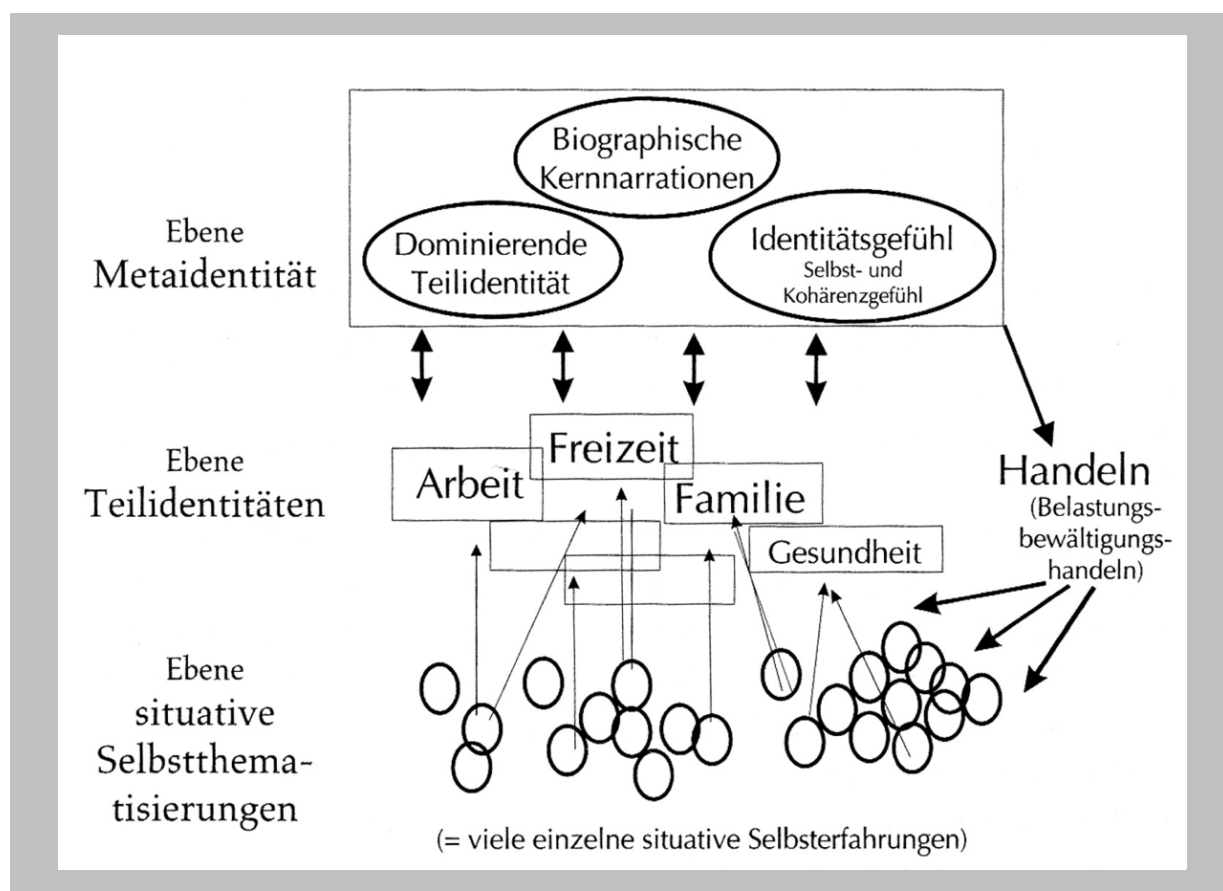 Biographische
Kernnarrationen
Ebene
Metaidentität
Dominierende
Teilidentität
Identitätsgefühl
Selbst- und
Kohärenzgefühl
Ebene
Teilidentitäten
Arbeit
Freizeit
Familie
Gesundheit
Handeln
(Belastungs-
bewältigungs-
handeln)
Ebene
situative
Selbstthema-
tisierungen
(= viele einzelne situative Selbsterfahrungen)